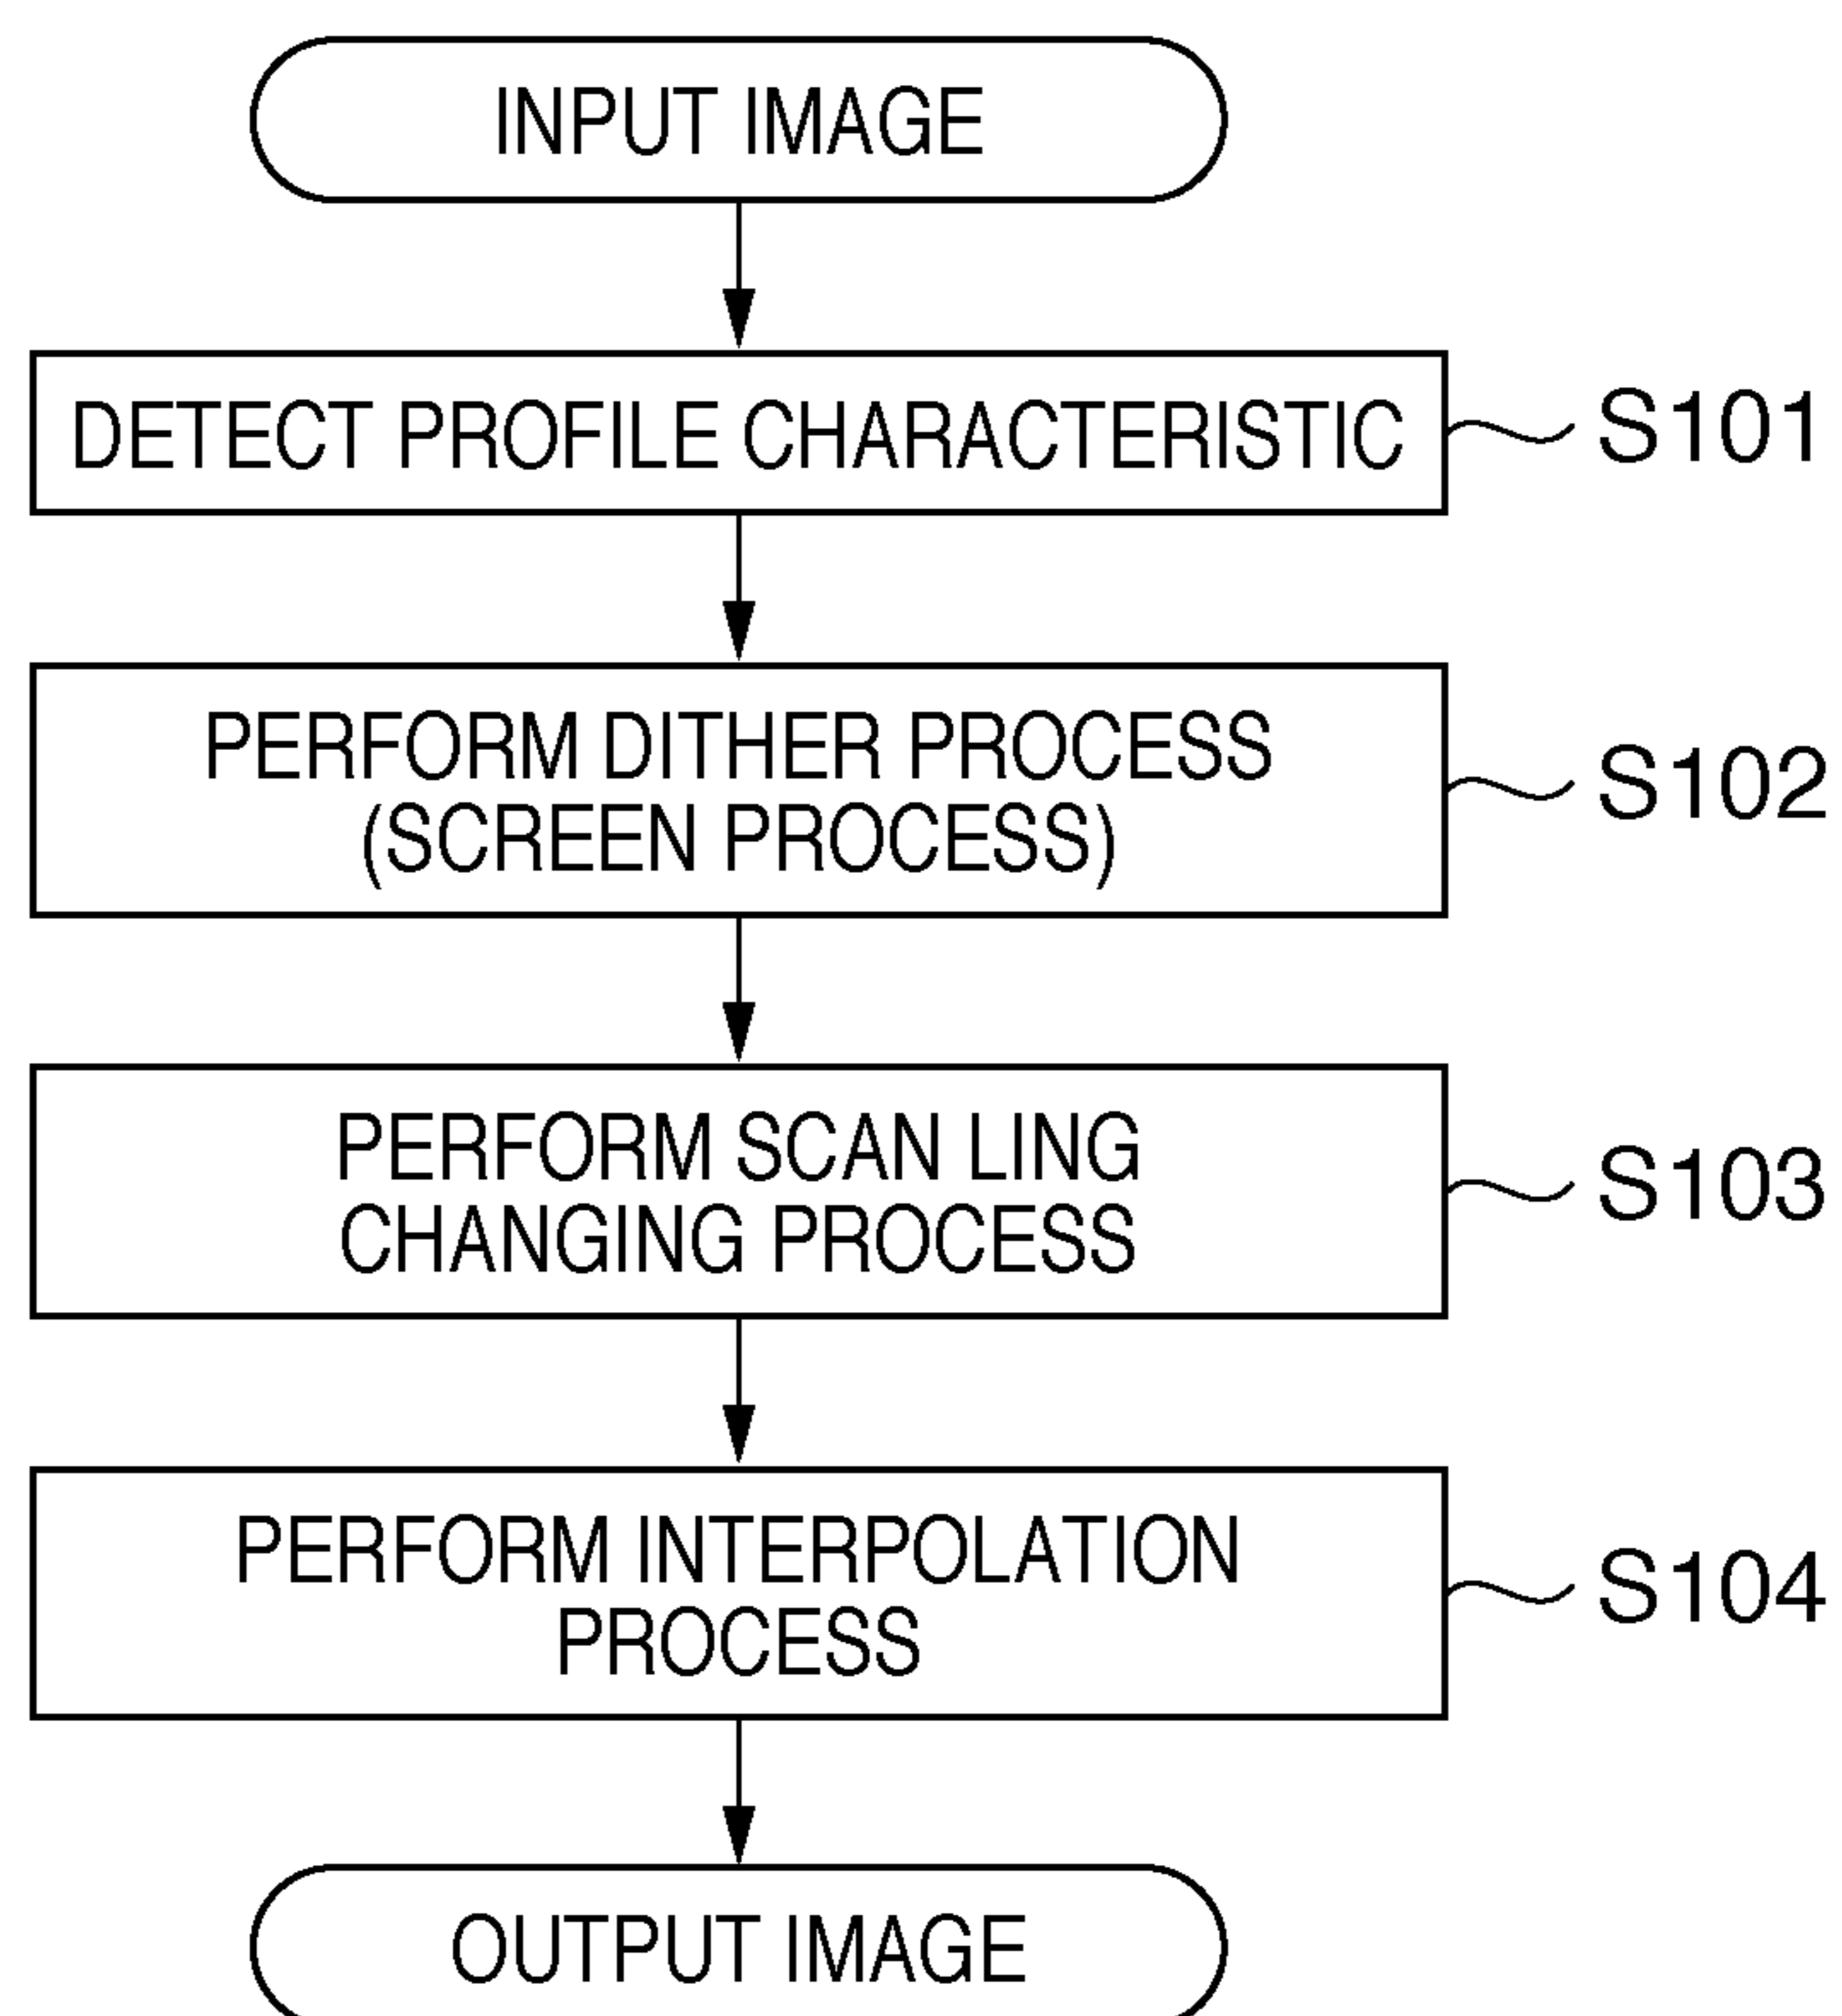 INPUT IMAGE
DETECT PROFILE CHARACTERISTIC
S101
PERFORM DITHER PROCESS
(SCREEN PROCESS)
S102
PERFORM SCAN LING
CHANGING PROCESS
S103
PERFORM INTERPOLATION
PROCESS
S104
OUTPUT IMAGE